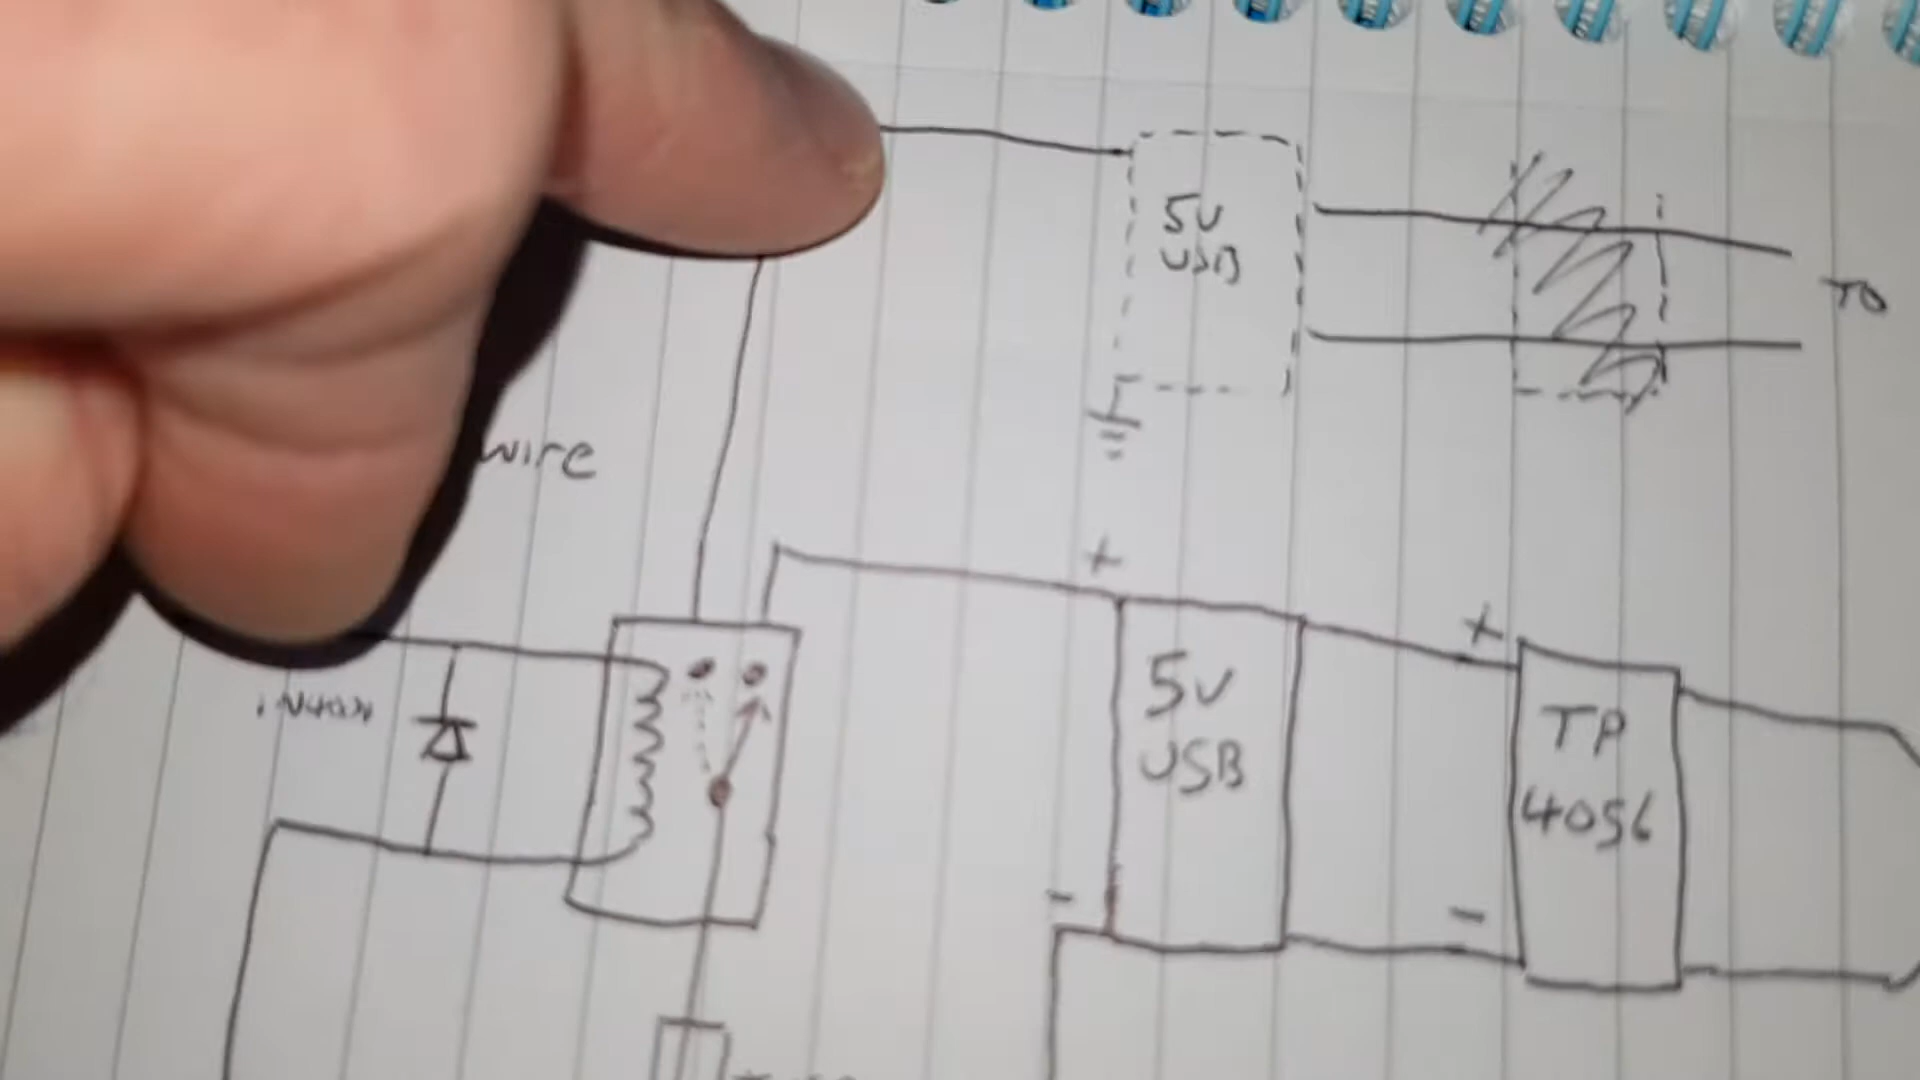 5V
USB
TO
wire
+
+
5V
USB
TP
4056
-
-